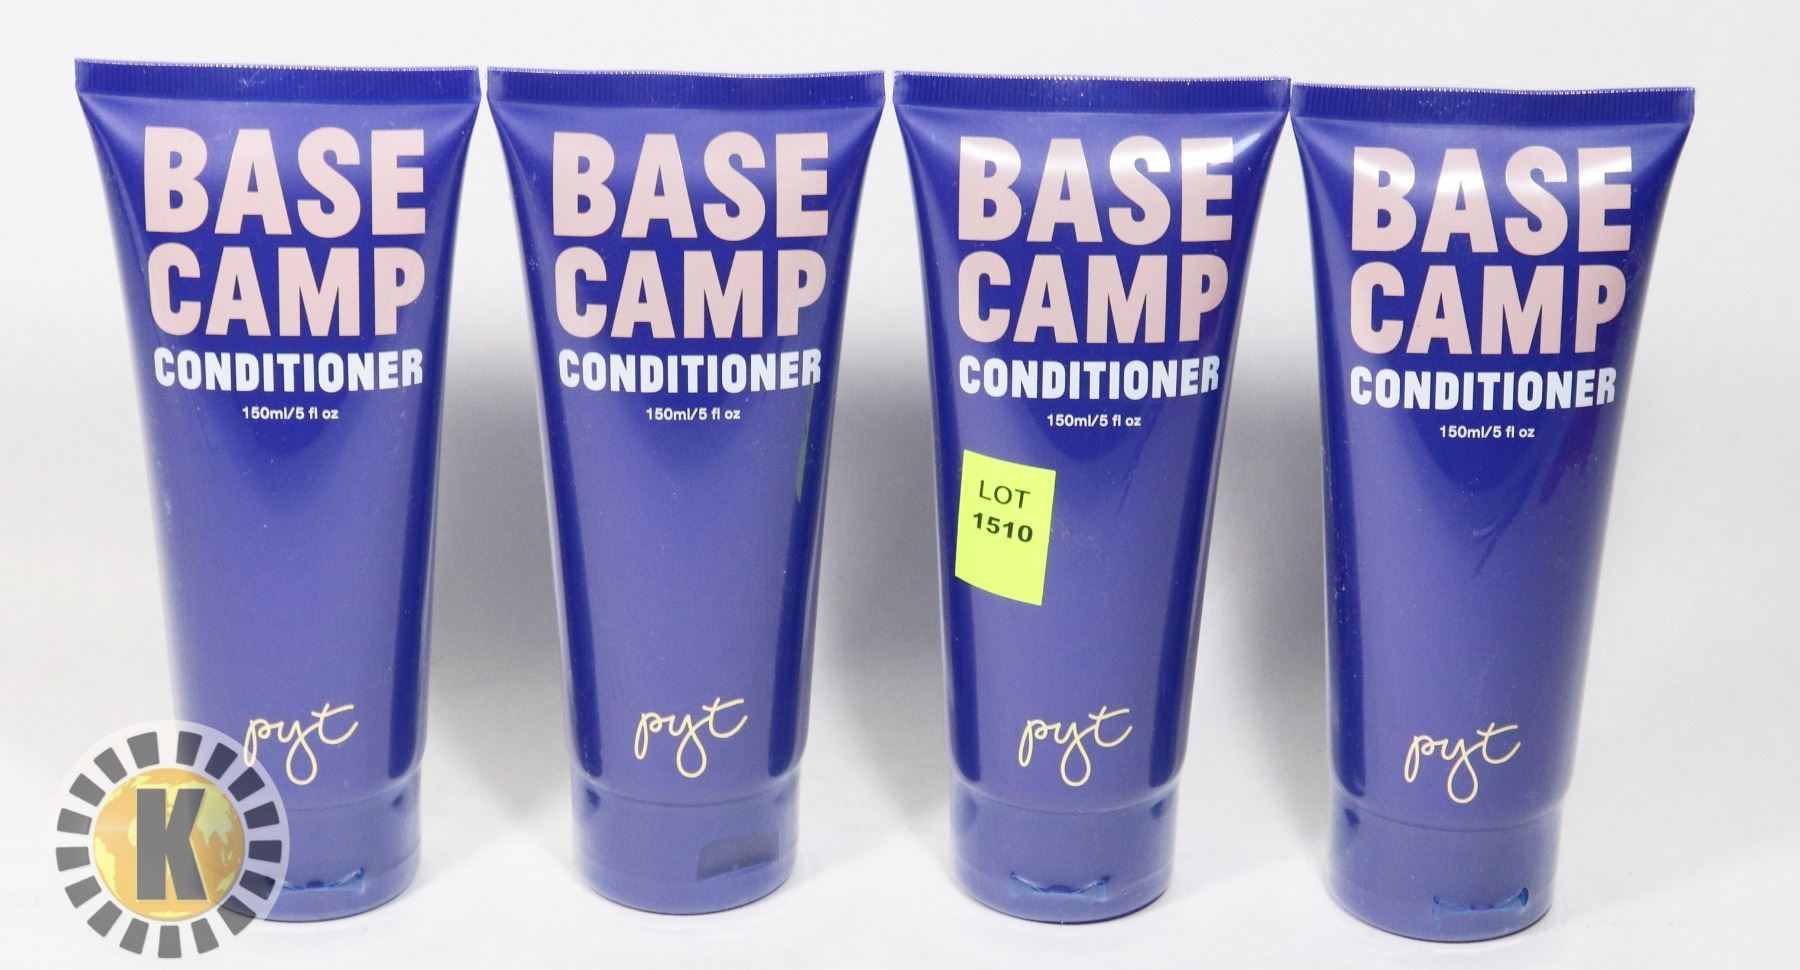 BASE
CAMP
CONDITIONER
150ml/5 fl oz
pyt
BASE
CAMP
CONDITIONER
150ml/5 fl oz
pyt
BASE
CAMP
CONDITIONER
150ml/5 fl oz
LOT
1510
pyt
BASE
CAMP
CONDITIONER
150ml/5 fl oz
pyt
K